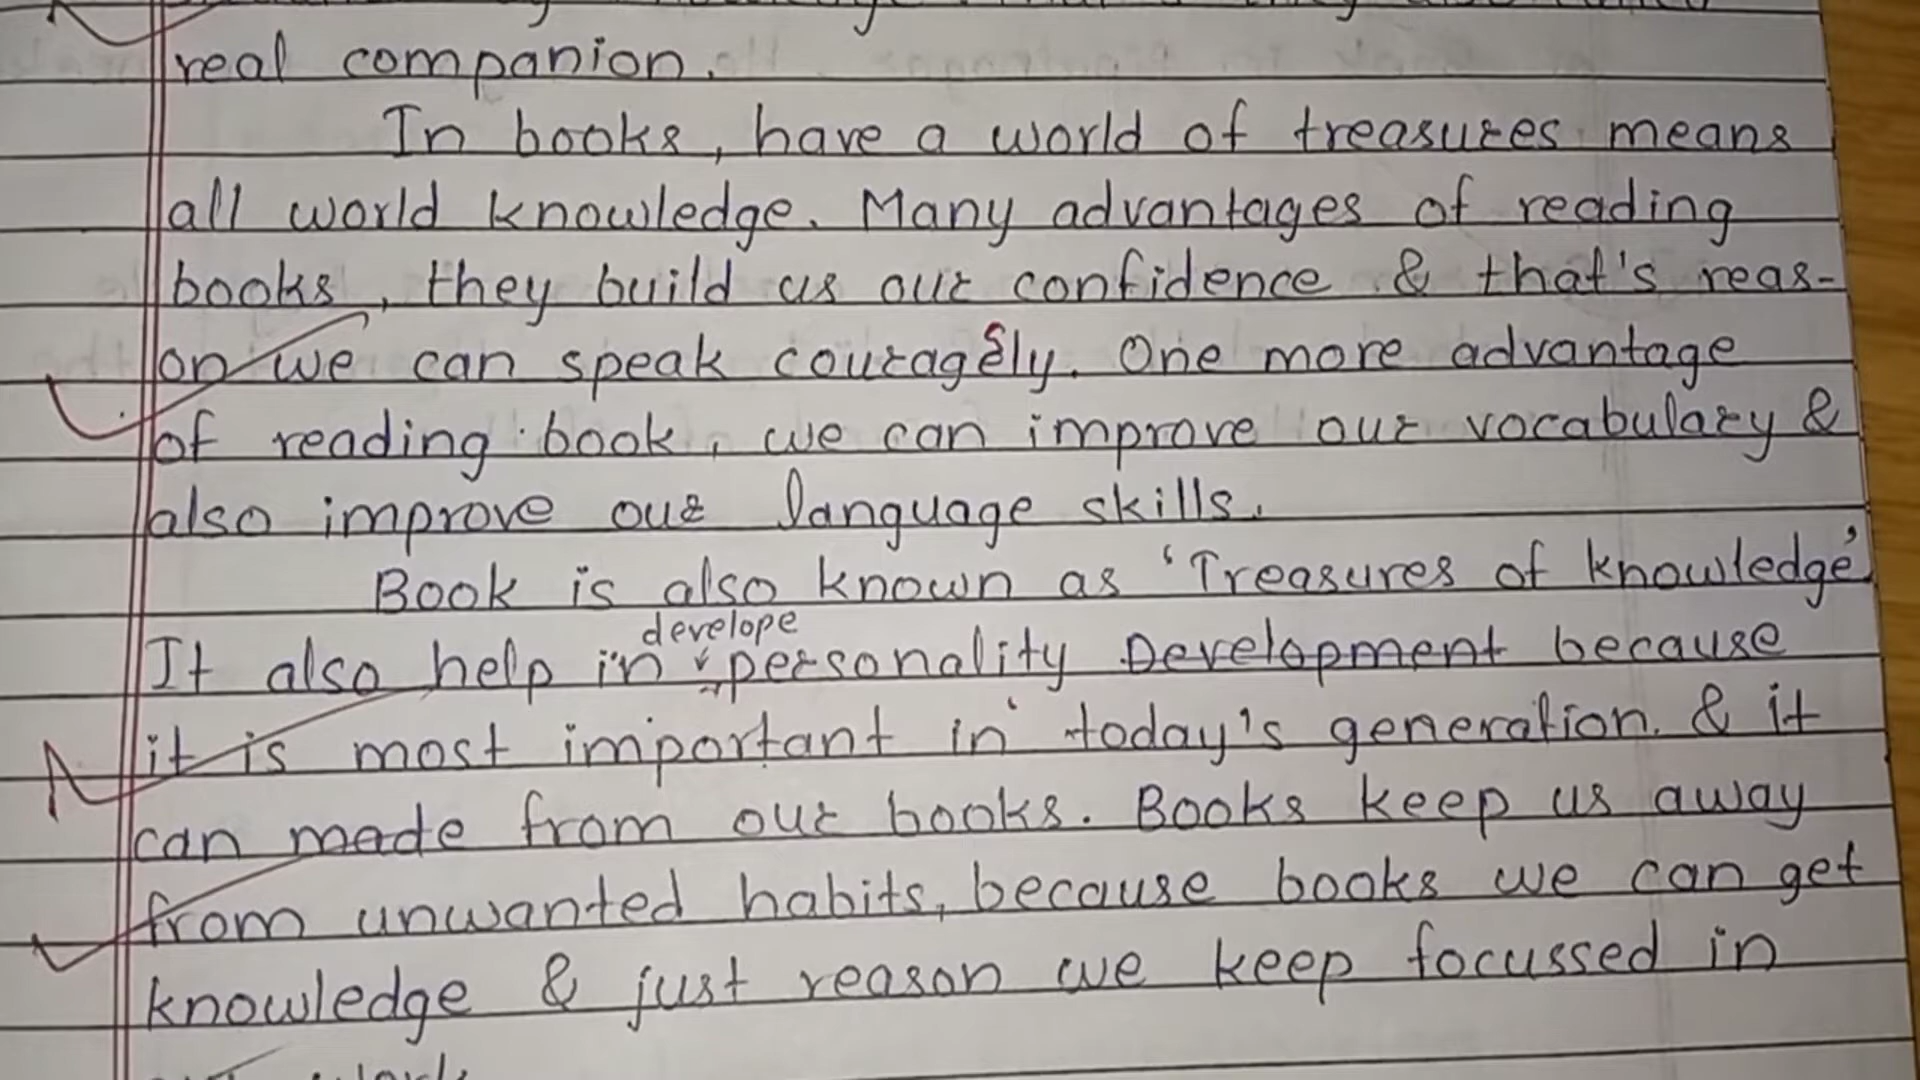 real companion.
In books, have a world of treasures means
all world knowledge. Many advantages of reading
books, they build us our confidence & that's reas-
on we can speak couragely. One more advantage
of reading book, we can improve our vocabulary &
also improve our language skills.
Book is also known as 'Treasures of knowledge'
develope
It also help in personality Development because
it is most important in today's generation. & it
can made from our books. Books keep us away
from unwanted habits, because books we can get
knowledge & just reason we keep focussed in